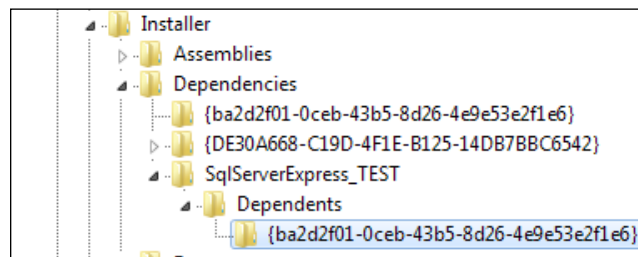 Installer
Assemblies
Dependencies
{ba2d2f01-0ceb-43b5-8d26-4e9e53e2f1e6}
{DE30A668-C19D-4F1E-B125-14DB7BBC6542}
SqlServerExpress_TEST
Dependents
{ba2d2f01-0ceb-43b5-8d26-4e9e53e2f1e6}